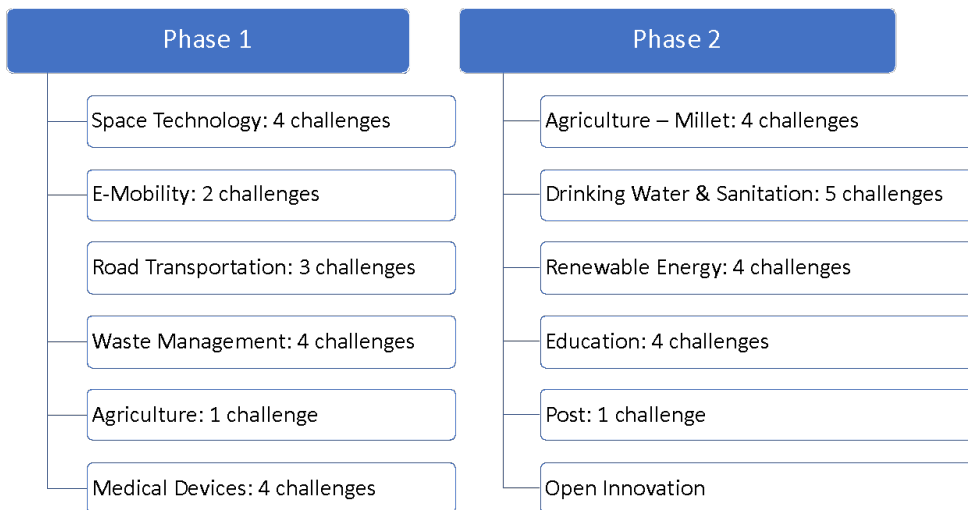 Phase 1
Space Technology: 4 challenges
E-Mobility: 2 challenges
Road Transportation: 3 challenges
Waste Management: 4 challenges
Agriculture: 1 challenge
Medical Devices: 4 challenges
Phase 2
Agriculture – Millet: 4 challenges
Drinking Water & Sanitation: 5 challenges
Renewable Energy: 4 challenges
Education: 4 challenges
Post: 1 challenge
Open Innovation